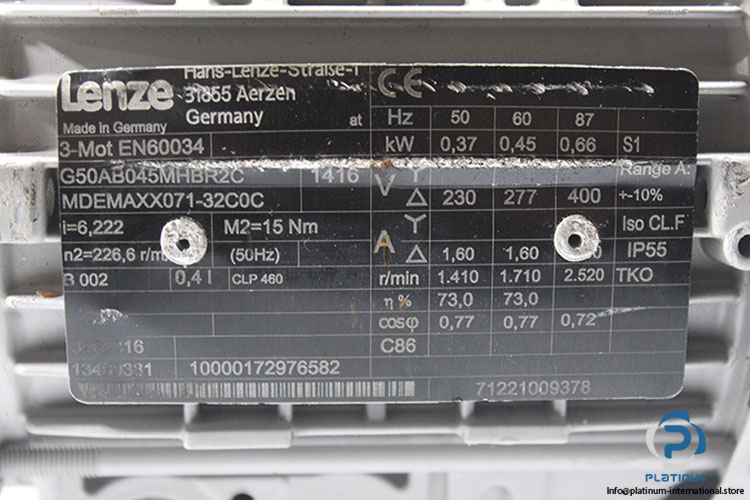 Lenze Hans-Lenze-Straße-1
31855 Aerzen
Germany
Made in Germany at Hz 50 60 87
3-Mot EN60034 kW 0,37 0,45 0,66 S1
G50AB045MHBR2C 1416 V Y Range A:
MDEMAXX071-32C0C Δ 230 277 400 +-10%
i=6,222 M2=15 Nm A Y Iso CL.F
n2=226,6 r/m (50Hz) Δ 1,60 1,60 IP55
B 002 0,4 l CLP 460 r/min 1.410 1.710 2.520 TKO
η % 73,0 73,0
cosφ 0,77 0,77 0,72
C86
10000172976582
71221009378
PLATINUM
Info@platinum-international.store